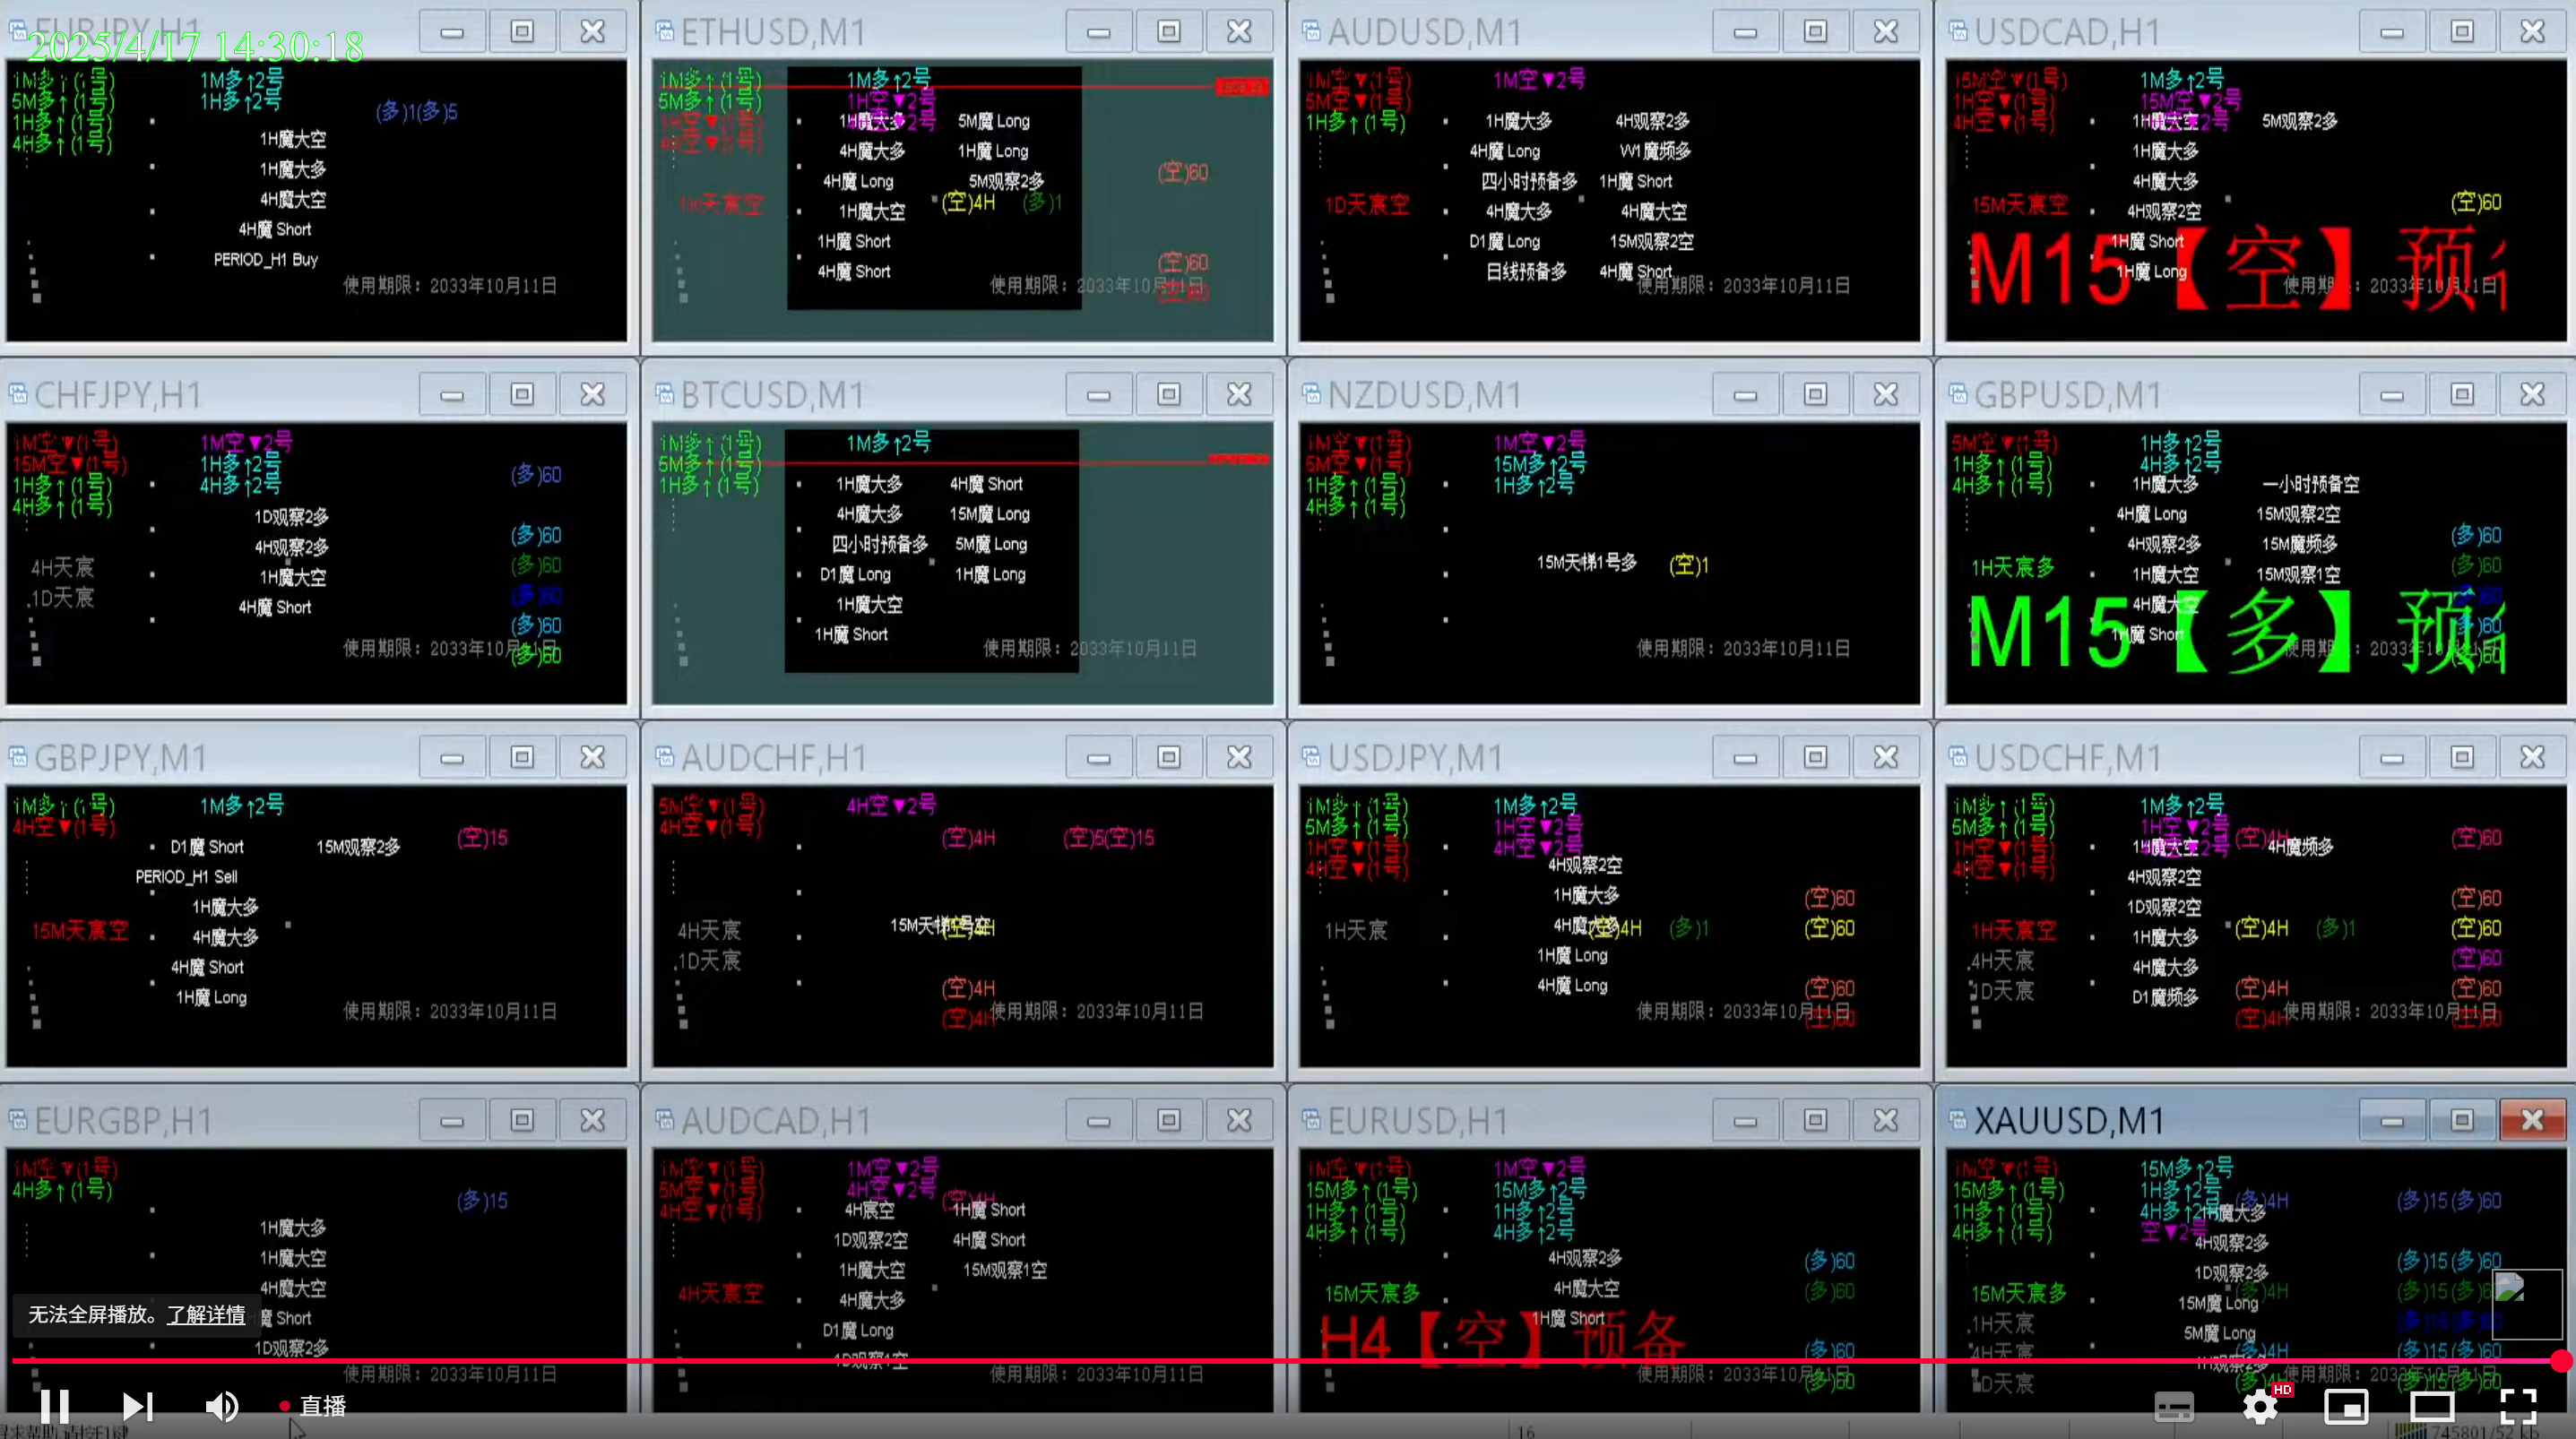 EURJPY,H1
2025/4/17 14:30:18
1M多↑(1号)
5M多↑(1号)
1H多↑(1号)
4H多↑(1号)
1M多↑2号
1H多↑2号
(多)1(多)5
1H魔大空
1H魔大多
4H魔大空
4H魔 Short
PERIOD_H1 Buy
使用期限：2033年10月11日
ETHUSD,M1
1M多↑(1号)
5M多↑(1号)
1H空▼(1号)
4H空▼(1号)
1M多↑2号
1H空▼2号
1H魔大多
5M魔 Long
4H魔大多
1H魔 Long
(空)60
4H魔 Long
5M观察2多
(空)4H
(多)1
1H魔大空
1H魔 Short
(空)60
4H魔 Short
使用期限：2033年10月11日
(空)60
AUDUSD,M1
1M空▼(1号)
5M空▼(1号)
1H多↑(1号)
1M空▼2号
1H魔大多
4H观察2多
4H魔 Long
四小时预备多
1H魔 Short
1D天宸空
4H魔大多
4H魔大空
D1魔 Long
15M观察2空
日线预备多
4H魔 Short
使用期限：2033年10月11日
USDCAD,H1
15M空▼(1号)
1H空▼(1号)
4H空▼(1号)
1M多↑2号
15M空▼2号
1H魔大空
5M观察2多
1H魔大多
4H魔大多
15M天宸空
4H观察2空
(空)60
1H魔 Short
M15【空】预
1H魔 Long
CHFJPY,H1
1M空▼(1号)
15M空▼(1号)
1H多↑(1号)
4H多↑(1号)
1M空▼2号
1H多↑2号
4H多↑2号
(多)60
1D观察2多
4H观察2多
(多)60
4H天宸
1H魔大空
(多)60
.1D天宸
4H魔 Short
(多)60
(多)60
使用期限：2033年10月11日
(多)60
BTCUSD,M1
1M多↑(1号)
5M多↑(1号)
1H多↑(1号)
1M多↑2号
1H魔大多
4H魔 Short
4H魔大多
15M魔 Long
四小时预备多
5M魔 Long
D1魔 Long
1H魔 Long
1H魔大空
1H魔 Short
使用期限：2033年10月11日
NZDUSD,M1
1M空▼(1号)
5M空▼(1号)
1H多↑(1号)
4H多↑(1号)
1M空▼2号
15M多↑2号
1H多↑2号
15M天梯1号多
(空)1
使用期限：2033年10月11日
GBPUSD,M1
5M空▼(1号)
1H多↑(1号)
4H多↑(1号)
1H多↑2号
4H多↑2号
1H魔大多
一小时预备空
4H魔 Long
15M观察2空
4H观察2多
15M魔频多
(多)60
1H天宸多
1H魔大空
15M观察1空
(多)60
4H魔大空
(多)60
1H魔 Short
(多)60
M15【多】预
GBPJPY,M1
1M多↑(1号)
4H空▼(1号)
1M多↑2号
D1魔 Short
15M观察2多
(空)15
PERIOD_H1 Sell
1H魔大多
15M天宸空
4H魔大多
4H魔 Short
1H魔 Long
使用期限：2033年10月11日
AUDCHF,H1
5M空▼(1号)
4H空▼(1号)
4H空▼2号
(空)4H
(空)5(空)15
4H天宸
.1D天宸
(空)4H
(空)4H
使用期限：2033年10月11日
USDJPY,M1
1M多↑(1号)
5M多↑(1号)
1H空▼(1号)
4H空▼(1号)
1M多↑2号
1H空▼2号
4H空▼2号
4H观察2空
1H魔大多
(空)60
1H天宸
4H魔大多
(空)4H
(多)1
(空)60
1H魔 Long
4H魔 Long
(空)60
使用期限：2033年10月11日
USDCHF,M1
1M多↑(1号)
5M多↑(1号)
1H空▼(1号)
4H空▼(1号)
1M多↑2号
1H空▼2号
(空)4H
(空)60
1H魔大空
4H魔频多
4H观察2空
1D观察2空
(空)60
1H天宸空
1H魔大多
(空)4H
(多)1
(空)60
.4H天宸
4H魔大多
(空)60
1D天宸
D1魔频多
(空)4H
(空)60
(空)4H
使用期限：2033年10月11日
EURGBP,H1
1M空▼(1号)
4H多↑(1号)
(多)15
1H魔大多
1H魔大空
4H魔大空
魔 Short
1D观察2多
使用期限：2033年10月11日
AUDCAD,H1
1M空▼(1号)
5M空▼(1号)
4H空▼(1号)
1M空▼2号
4H空▼2号
(空)4H
4H宸空
1H魔 Short
1D观察2空
4H魔 Short
1H魔大空
15M观察1空
4H天宸空
4H魔大多
D1魔 Long
1D观察1空
使用期限：2033年10月11日
EURUSD,H1
1M空▼(1号)
15M多↑(1号)
1H多↑(1号)
4H多↑(1号)
1M空▼2号
15M多↑2号
1H多↑2号
4H多↑2号
4H观察2多
(多)60
15M天宸多
4H魔大空
(多)60
1H魔 Short
H4【空】预备
(多)60
使用期限：2033年10月11日
(多)60
XAUUSD,M1
1M空▼(1号)
15M多↑(1号)
1H多↑(1号)
4H多↑(1号)
15M多↑2号
1H多↑2号
4H多↑2号
空▼2号
(多)4H
(多)15(多)60
1H魔大多
4H观察2多
(多)15(多)60
1D观察2多
15M天宸多
15M魔 Long
.1H天宸
5M魔 Long
4H天宸
(多)4H
(多)15(多)60
1D天宸
使用期限：2033年10月11日
无法全屏播放。了解详情
直播
HD
16
745801/52 kb